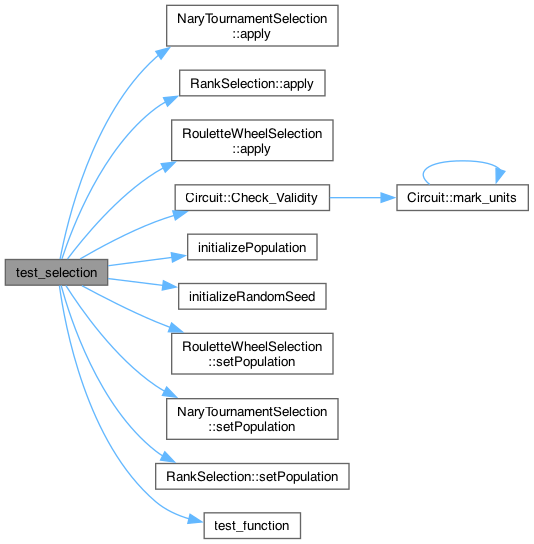 NaryTournamentSelection
::apply
RankSelection::apply
RouletteWheelSelection
::apply
Circuit::Check_Validity
Circuit::mark_units
initializePopulation
test_selection
initializeRandomSeed
RouletteWheelSelection
::setPopulation
NaryTournamentSelection
::setPopulation
RankSelection::setPopulation
test_function